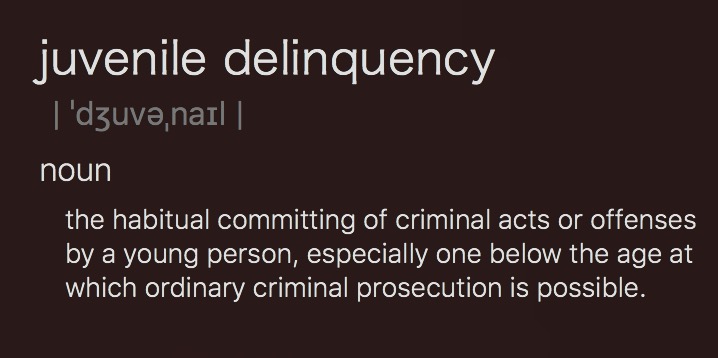 juvenile delinquency
| ˈdʒuvəˌnaɪl |
noun
the habitual committing of criminal acts or offenses
by a young person, especially one below the age at
which ordinary criminal prosecution is possible.